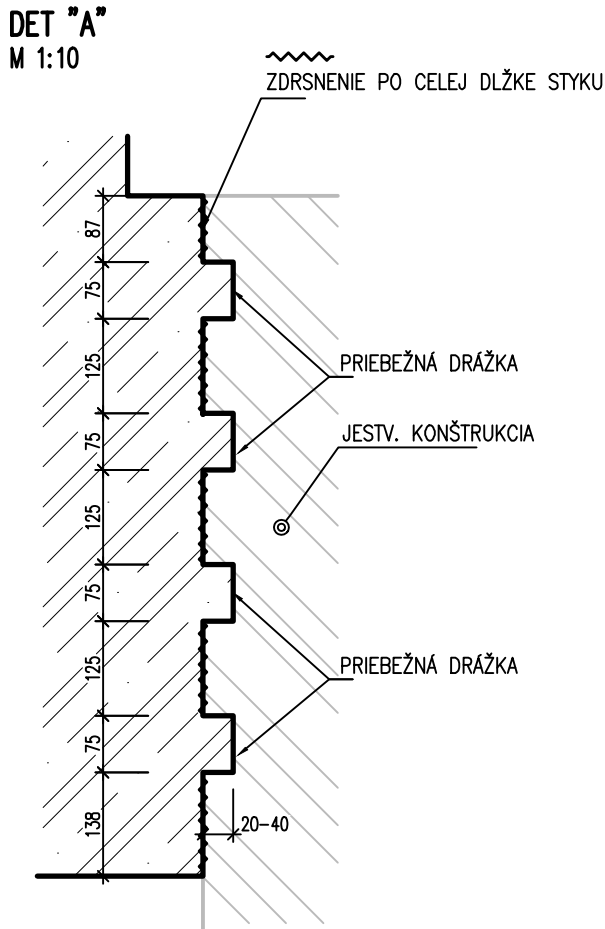 DET "A"
M 1:10
ZDRSNENIE PO CELEJ DLŽKE STYKU
87
75
125
PRIEBEŽNÁ DRÁŽKA
75
JESTV. KONŠTRUKCIA
125
75
125
PRIEBEŽNÁ DRÁŽKA
75
138
20-40